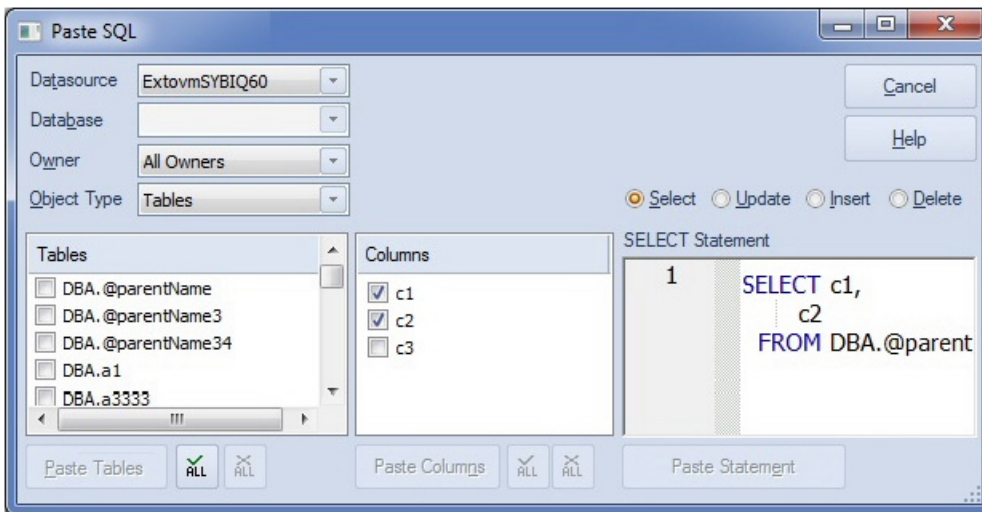 Paste SQL
Datasource ExtovmSYBIQ60
Cancel
Database
Help
Owner All Owners
Object Type Tables
Select Update Insert Delete
Tables
DBA.@parentName
DBA.@parentName3
DBA.@parentName34
DBA.a1
DBA.a3333
Columns
c1
c2
c3
SELECT Statement
1 SELECT c1,
c2
FROM DBA.@parent
Paste Tables ALL ALL Paste Columns ALL ALL Paste Statement